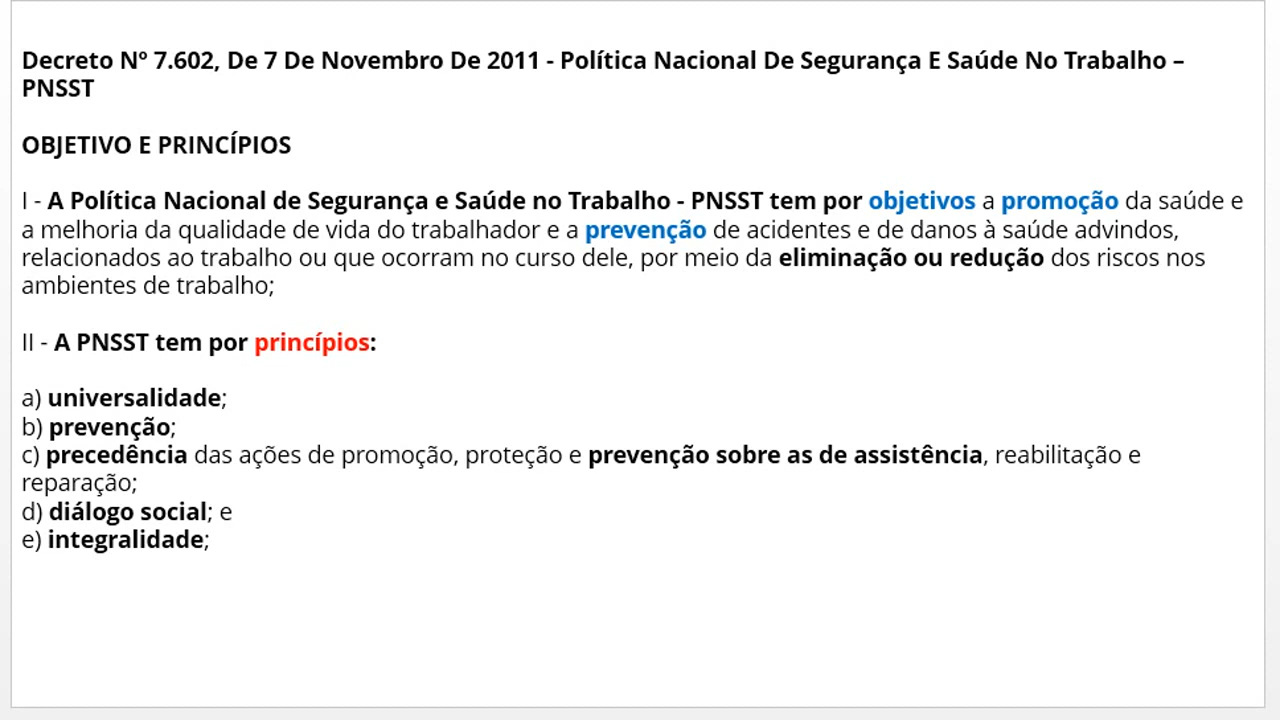 Decreto Nº 7.602, De 7 De Novembro De 2011 - Política Nacional De Segurança E Saúde No Trabalho –
PNSST
OBJETIVO E PRINCÍPIOS
I - A Política Nacional de Segurança e Saúde no Trabalho - PNSST tem por objetivos a promoção da saúde e
a melhoria da qualidade de vida do trabalhador e a prevenção de acidentes e de danos à saúde advindos,
relacionados ao trabalho ou que ocorram no curso dele, por meio da eliminação ou redução dos riscos nos
ambientes de trabalho;
II - A PNSST tem por princípios:
a) universalidade;
b) prevenção;
c) precedência das ações de promoção, proteção e prevenção sobre as de assistência, reabilitação e
reparação;
d) diálogo social; e
e) integralidade;